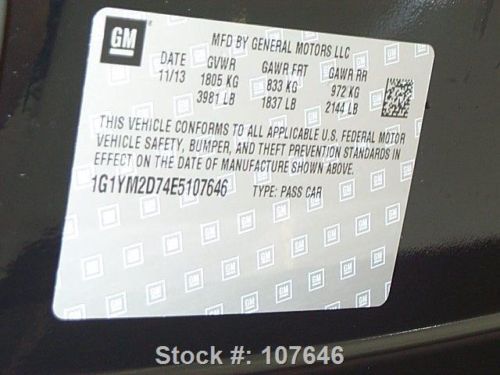 GM
MFD BY GENERAL MOTORS LLC
DATE GVWR GAWR FRT GAWR RR
11/13 1805 KG 833 KG 972 KG
3981 LB 1837 LB 2144 LB
THIS VEHICLE CONFORMS TO ALL APPLICABLE U.S. FEDERAL MOTOR
VEHICLE SAFETY, BUMPER, AND THEFT PREVENTION STANDARDS IN
EFFECT ON THE DATE OF MANUFACTURE SHOWN ABOVE.
1G1YM2D74E5107646 TYPE: PASS CAR
Stock #: 107646